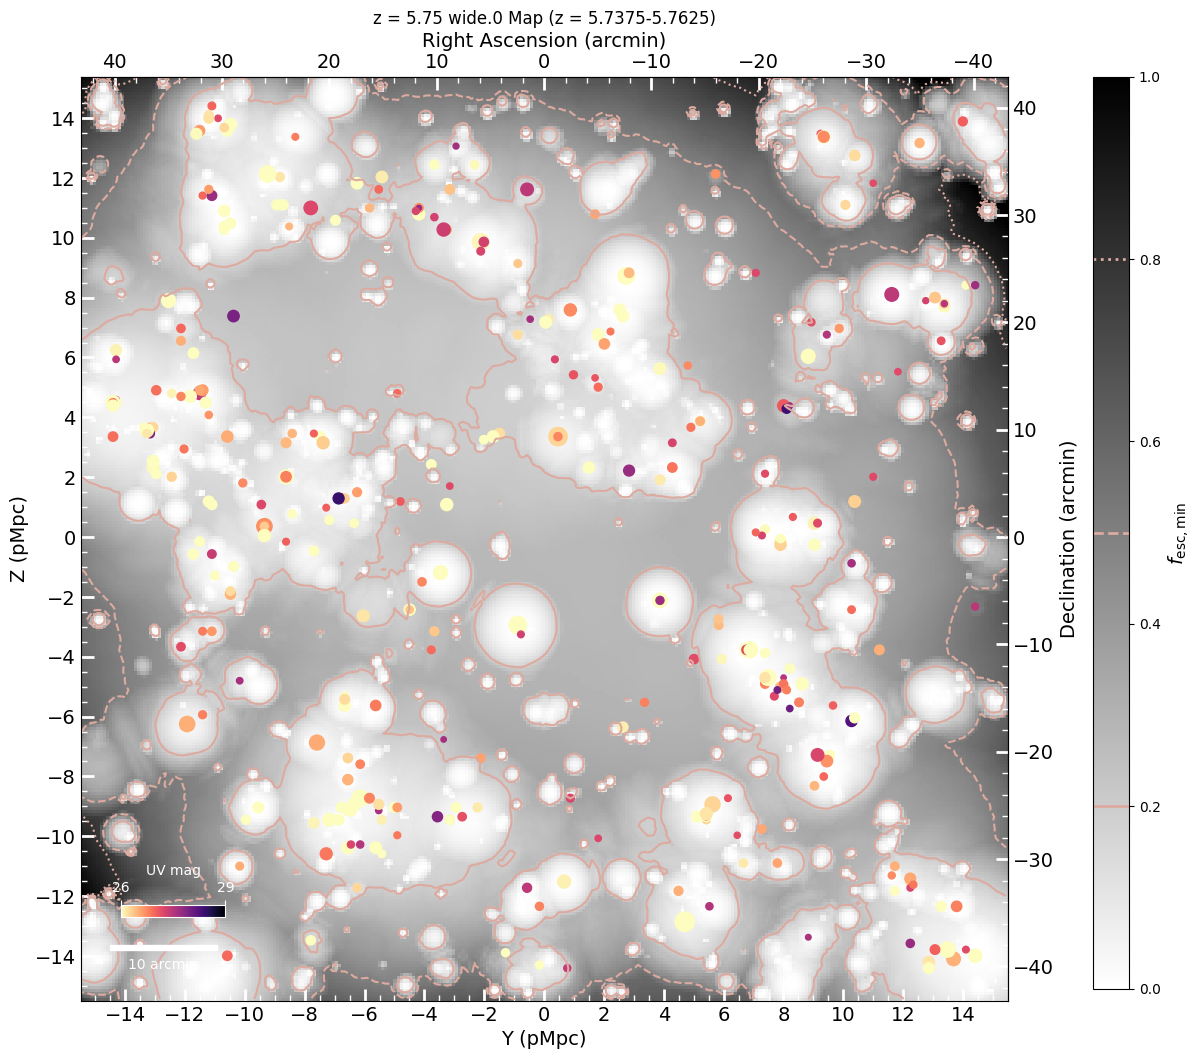 z = 5.75 wide.0 Map (z = 5.7375-5.7625)
Right Ascension (arcmin)
40 30 20 10 0 −10 −20 −30 −40
14 12 10 8 6 4 2 0 −2 −4 −6 −8 −10 −12 −14
Z (pMpc)
40 30 20 10 0 −10 −20 −30 −40
Declination (arcmin)
1.0 0.8 0.6 0.4 0.2 0.0
fesc,min
UV mag
26 29
10 arcmin
−14 −12 −10 −8 −6 −4 −2 0 2 4 6 8 10 12 14
Y (pMpc)